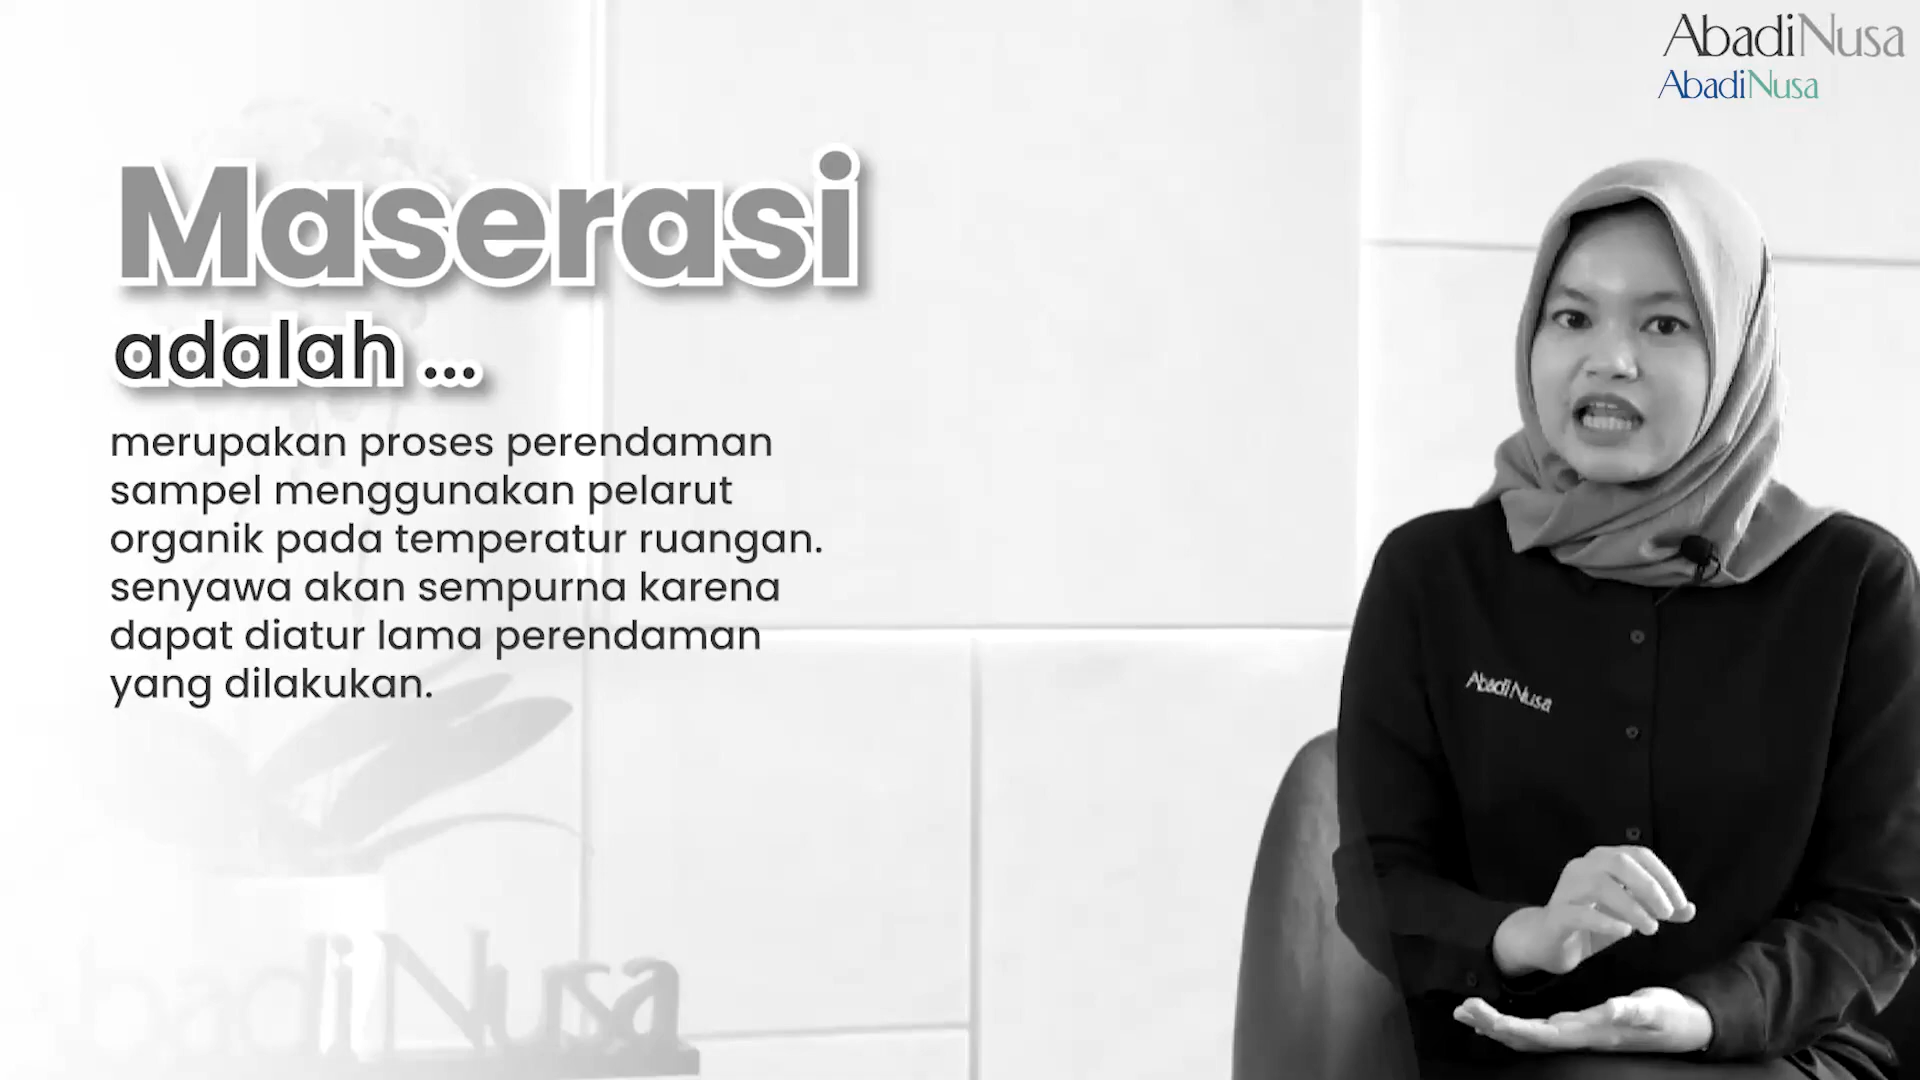 AbadiNusa
AbadiNusa
Maserasi
adalah ...
merupakan proses perendaman
sampel menggunakan pelarut
organik pada temperatur ruangan.
senyawa akan sempurna karena
dapat diatur lama perendaman
yang dilakukan.
AbadiNusa
badiNusa